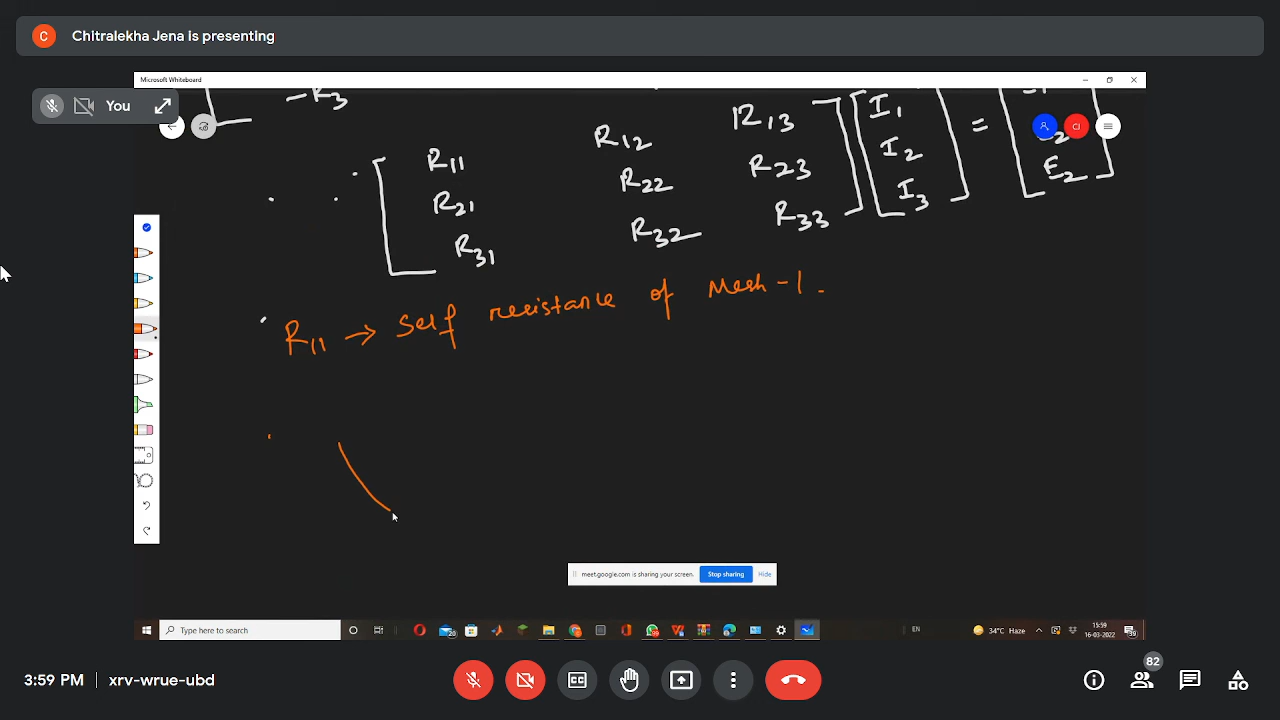 Chitralekha Jena is presenting
C
Microsoft Whiteboard
You
-R3
R11 R12 R13 I1
R21 R22 R23 I2 =
R31 R32 R33 I3 E2
CJ
R11 → Self resistance of Mesh-1.
meet.google.com is sharing your screen.
Stop sharing
Hide
Type here to search
EN
34°C Haze
15:59
16-03-2022
3:59 PM
xrv-wrue-ubd
82